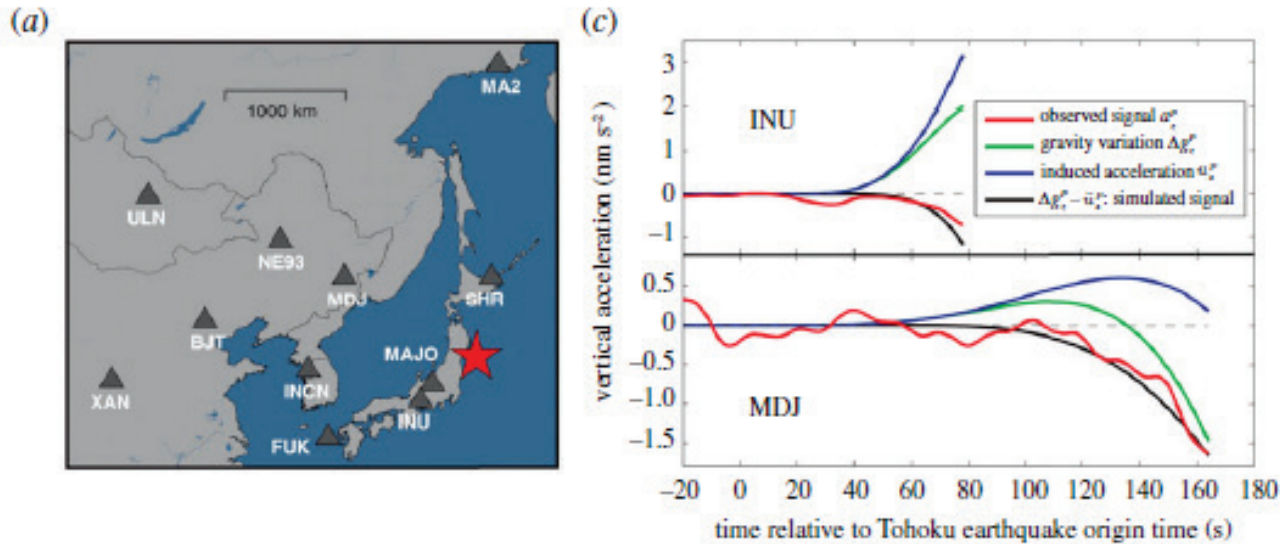 (a)
1000 km
MA2
ULN
NE93
MDJ
SHR
BJT
MAJO
INCN
XAN
INU
FUK
(c)
vertical acceleration (nm s⁻²)
3
2
1
0
−1
INU
observed signal
gravity variation
induced acceleration
simulated signal
0.5
0
−0.5
−1.0
−1.5
MDJ
−20 0 20 40 60 80 100 120 140 160 180
time relative to Tohoku earthquake origin time (s)